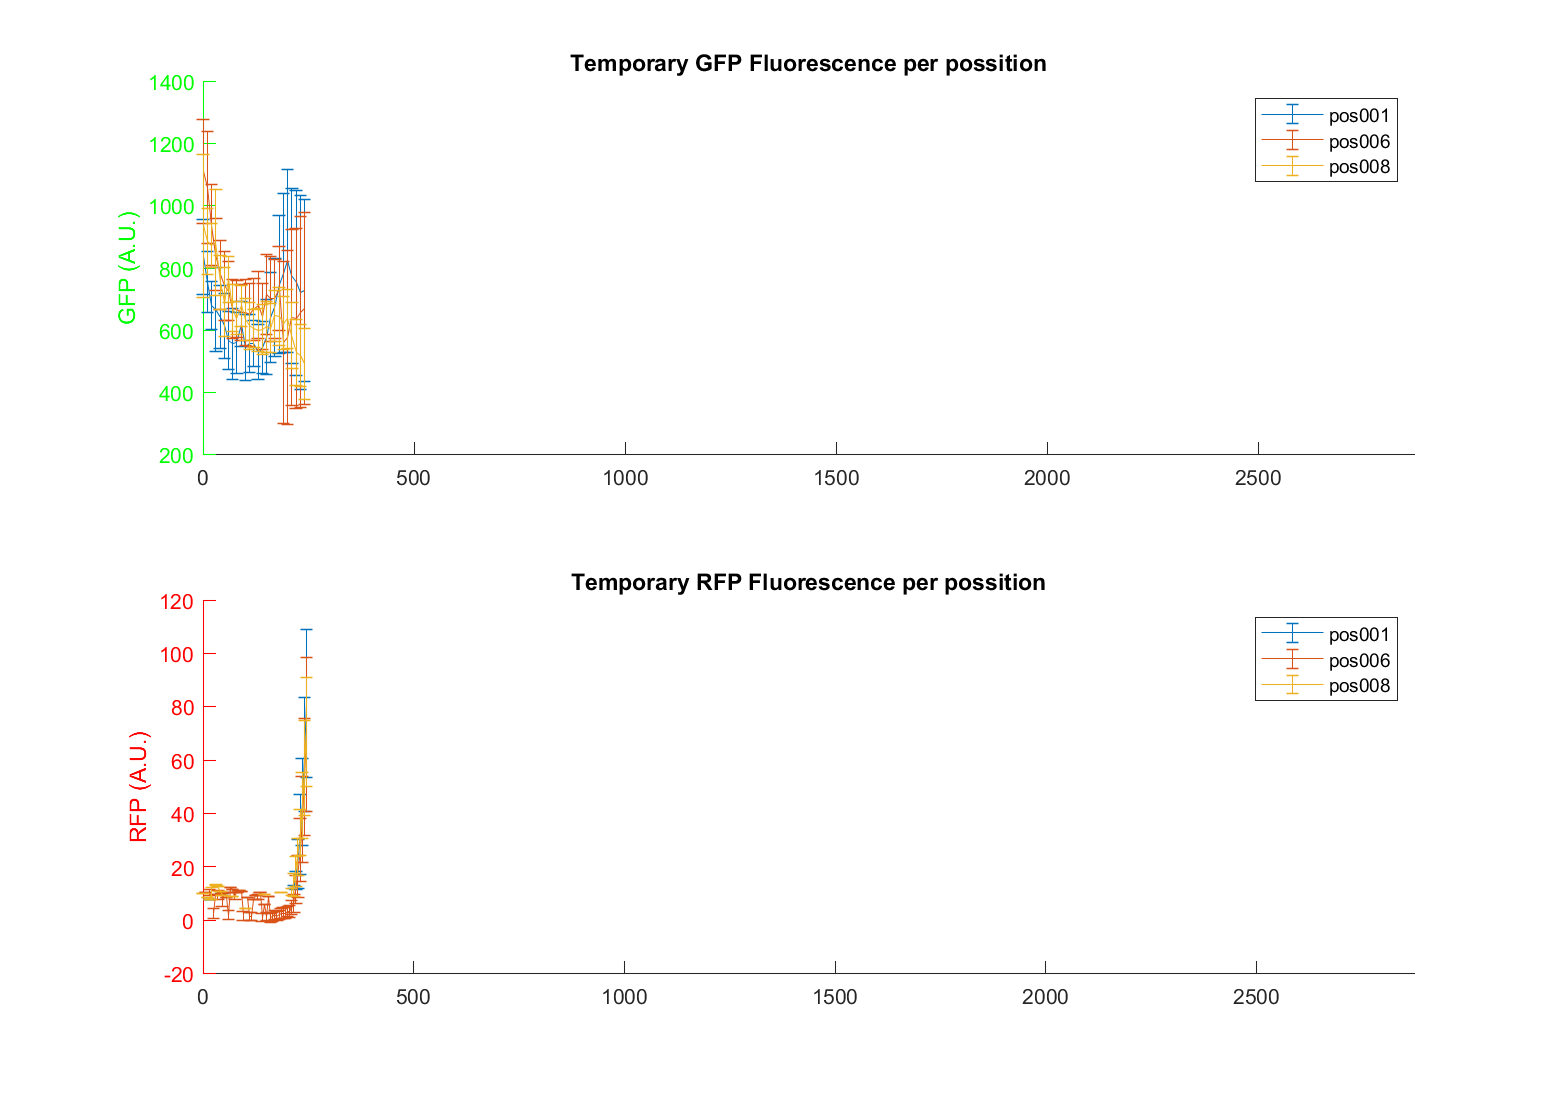 Temporary GFP Fluorescence per possition
1400
1200
1000
800
600
400
200
GFP (A.U.)
0 500 1000 1500 2000 2500
pos001
pos006
pos008
Temporary RFP Fluorescence per possition
120
100
80
60
40
20
0
-20
RFP (A.U.)
0 500 1000 1500 2000 2500
pos001
pos006
pos008